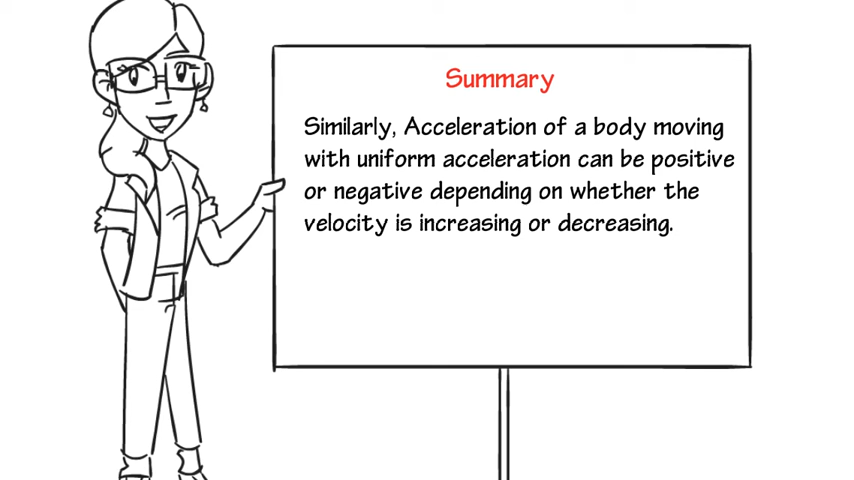 Summary
Similarly, Acceleration of a body moving
with uniform acceleration can be positive
or negative depending on whether the
velocity is increasing or decreasing.